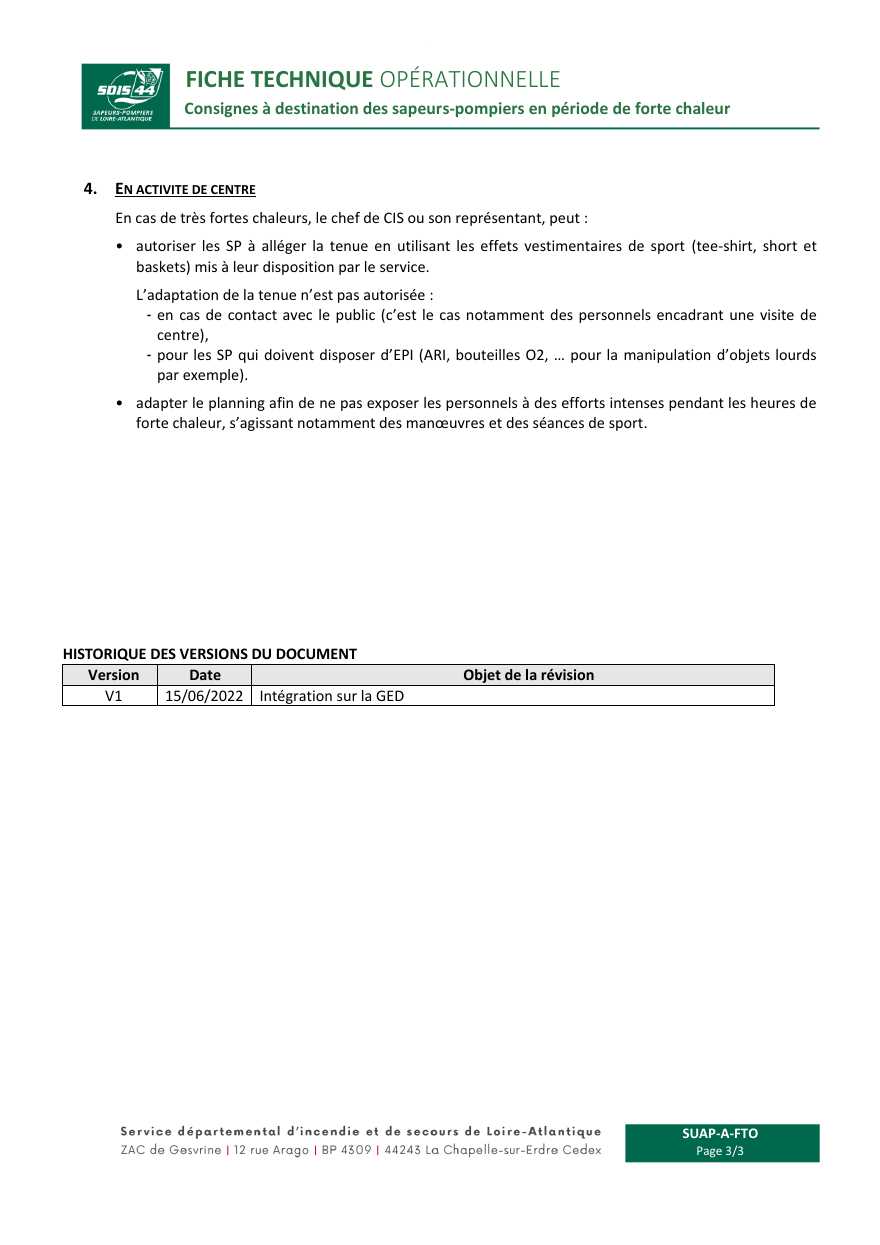 SDIS 44
SAPEURS-POMPIERS
DE LOIRE-ATLANTIQUE
FICHE TECHNIQUE OPÉRATIONNELLE
Consignes à destination des sapeurs-pompiers en période de forte chaleur
4. EN ACTIVITE DE CENTRE
En cas de très fortes chaleurs, le chef de CIS ou son représentant, peut :
• autoriser les SP à alléger la tenue en utilisant les effets vestimentaires de sport (tee-shirt, short et
baskets) mis à leur disposition par le service.
L’adaptation de la tenue n’est pas autorisée :
- en cas de contact avec le public (c’est le cas notamment des personnels encadrant une visite de
centre),
- pour les SP qui doivent disposer d’EPI (ARI, bouteilles O2, … pour la manipulation d’objets lourds
par exemple).
• adapter le planning afin de ne pas exposer les personnels à des efforts intenses pendant les heures de
forte chaleur, s’agissant notamment des manœuvres et des séances de sport.
HISTORIQUE DES VERSIONS DU DOCUMENT
Version Date Objet de la révision
V1 15/06/2022 Intégration sur la GED
Service départemental d’incendie et de secours de Loire-Atlantique
ZAC de Gesvrine | 12 rue Arago | BP 4309 | 44243 La Chapelle-sur-Erdre Cedex
SUAP-A-FTO
Page 3/3